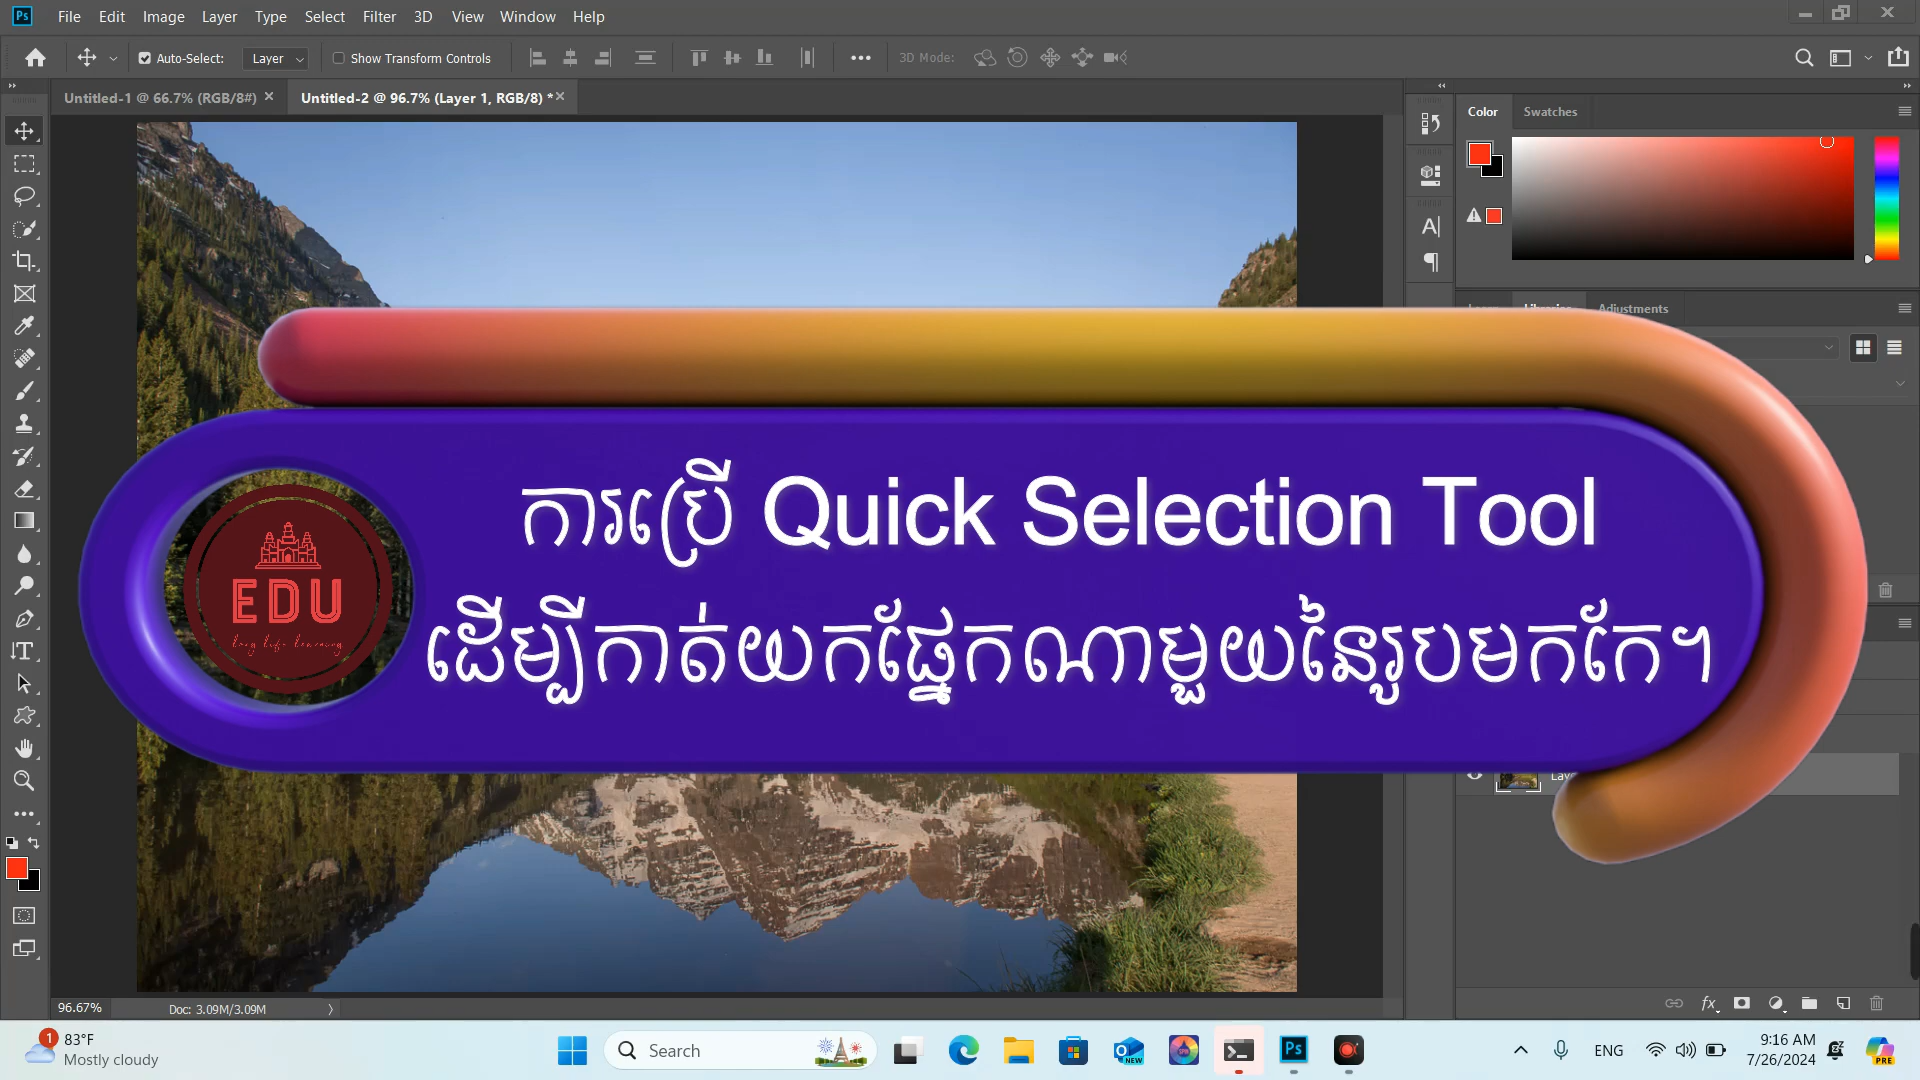 File Edit Image Layer Type Select Filter 3D View Window Help
Auto-Select: Layer Show Transform Controls 3D Mode:
Untitled-1 @ 66.7% (RGB/8#) Untitled-2 @ 96.7% (Layer 1, RGB/8) *
Color Swatches
Adjustments
ការប្រើ Quick Selection Tool
ដើម្បីកាត់យកផ្នែកណាមួយនៃរូបមកកែ។
EDU
long life learning
96.67% Doc: 3.09M/3.09M
83°F
Mostly cloudy
Search
ENG
9:16 AM
7/26/2024